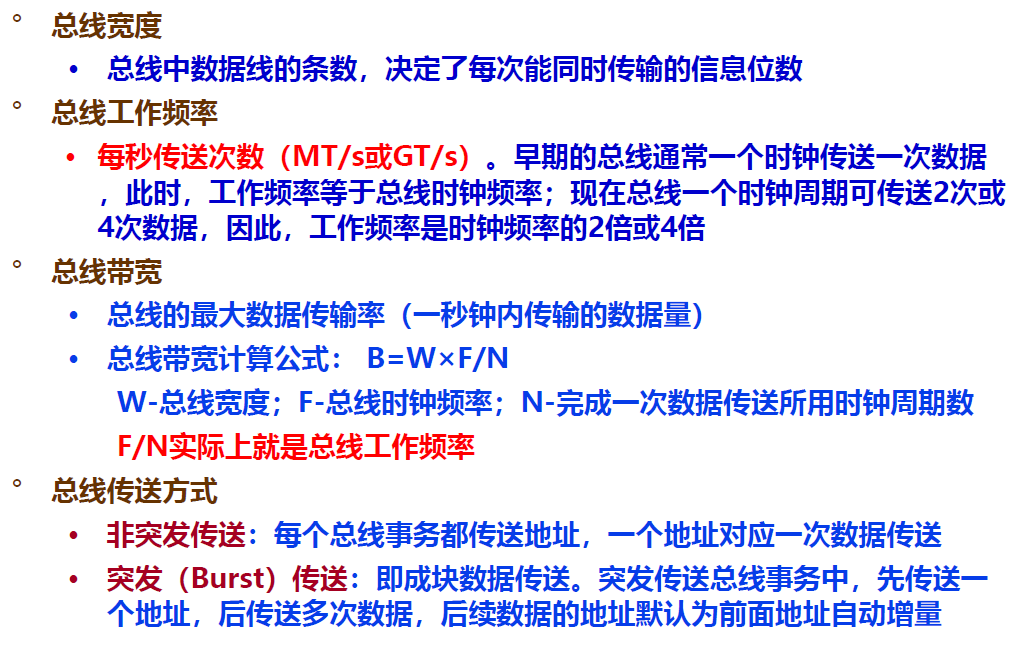 ° 总线宽度
• 总线中数据线的条数，决定了每次能同时传输的信息位数
° 总线工作频率
• 每秒传送次数（MT/s或GT/s）。早期的总线通常一个时钟传送一次数据
，此时，工作频率等于总线时钟频率；现在总线一个时钟周期可传送2次或
4次数据，因此，工作频率是时钟频率的2倍或4倍
° 总线带宽
• 总线的最大数据传输率（一秒钟内传输的数据量）
• 总线带宽计算公式： B=W×F/N
W-总线宽度；F-总线时钟频率；N-完成一次数据传送所用时钟周期数
F/N实际上就是总线工作频率
° 总线传送方式
• 非突发传送：每个总线事务都传送地址，一个地址对应一次数据传送
• 突发（Burst）传送：即成块数据传送。突发传送总线事务中，先传送一
个地址，后传送多次数据，后续数据的地址默认为前面地址自动增量